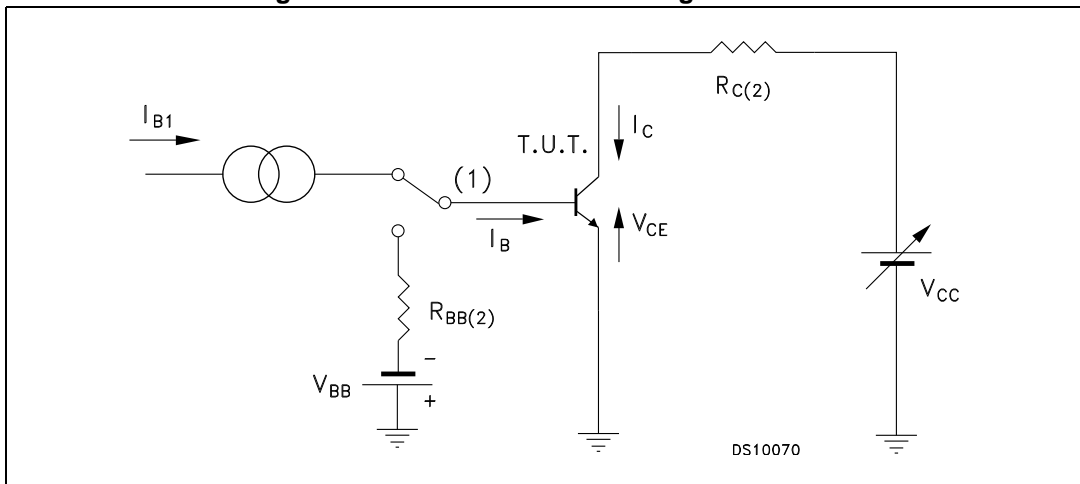 I_B1
T.U.T.
I_C
R_C(2)
(1)
I_B
V_CE
V_CC
R_BB(2)
V_BB
-
+
DS10070